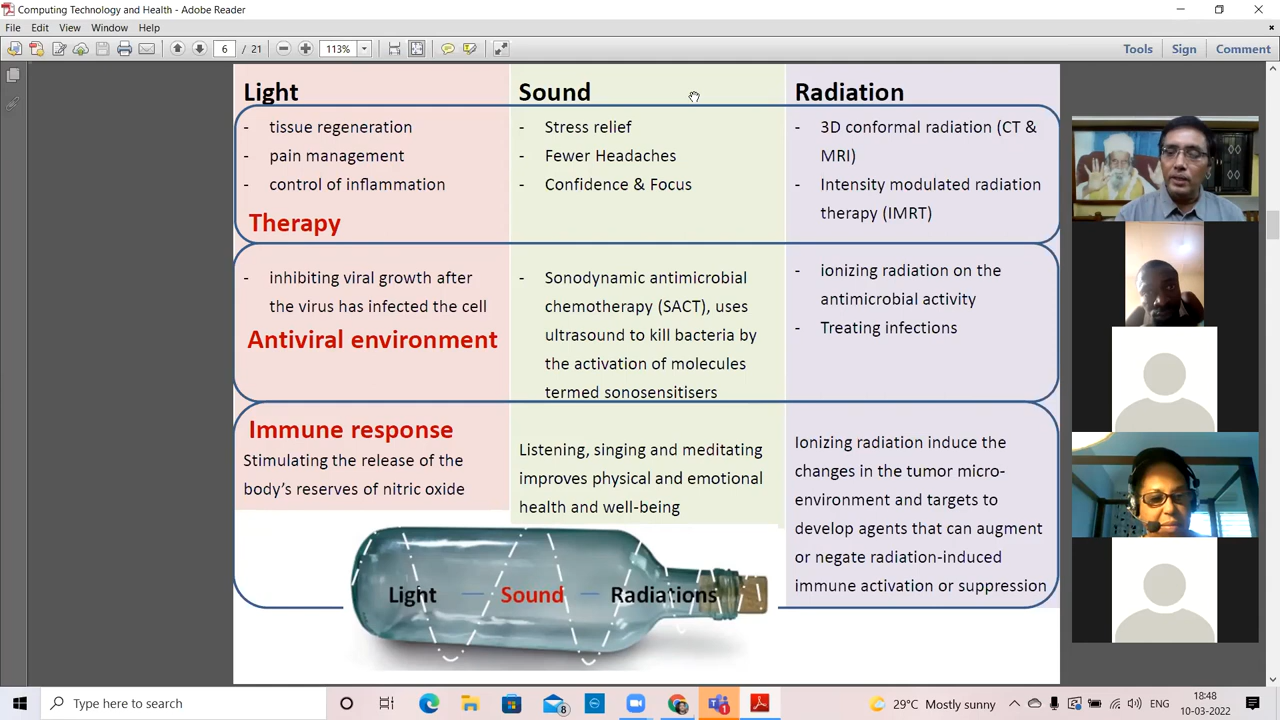 Computing Technology and Health - Adobe Reader
File Edit View Window Help
6 / 21 113% Tools Sign Comment
Light
- tissue regeneration
- pain management
- control of inflammation
Therapy
- inhibiting viral growth after
the virus has infected the cell
Antiviral environment
Immune response
Stimulating the release of the
body's reserves of nitric oxide
Sound
- Stress relief
- Fewer Headaches
- Confidence & Focus
- Sonodynamic antimicrobial
chemotherapy (SACT), uses
ultrasound to kill bacteria by
the activation of molecules
termed sonosensitisers
Listening, singing and meditating
improves physical and emotional
health and well-being
Radiation
- 3D conformal radiation (CT &
MRI)
- Intensity modulated radiation
therapy (IMRT)
- ionizing radiation on the
antimicrobial activity
- Treating infections
Ionizing radiation induce the
changes in the tumor micro-
environment and targets to
develop agents that can augment
or negate radiation-induced
immune activation or suppression
Light — Sound — Radiations
Type here to search
8
1
29°C Mostly sunny
ENG
18:48
10-03-2022